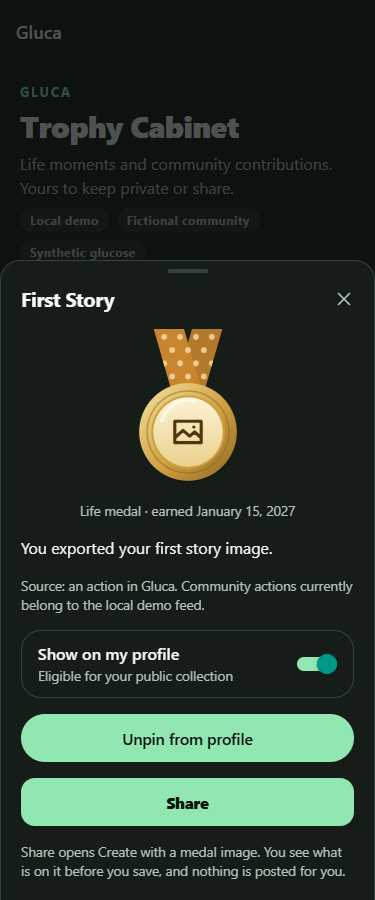 Gluca
GLUCA
Trophy Cabinet
Life moments and community contributions.
Yours to keep private or share.
Local demo
Fictional community
Synthetic glucose
First Story
Life medal · earned January 15, 2027
You exported your first story image.
Source: an action in Gluca. Community actions currently
belong to the local demo feed.
Show on my profile
Eligible for your public collection
Unpin from profile
Share
Share opens Create with a medal image. You see what
is on it before you save, and nothing is posted for you.